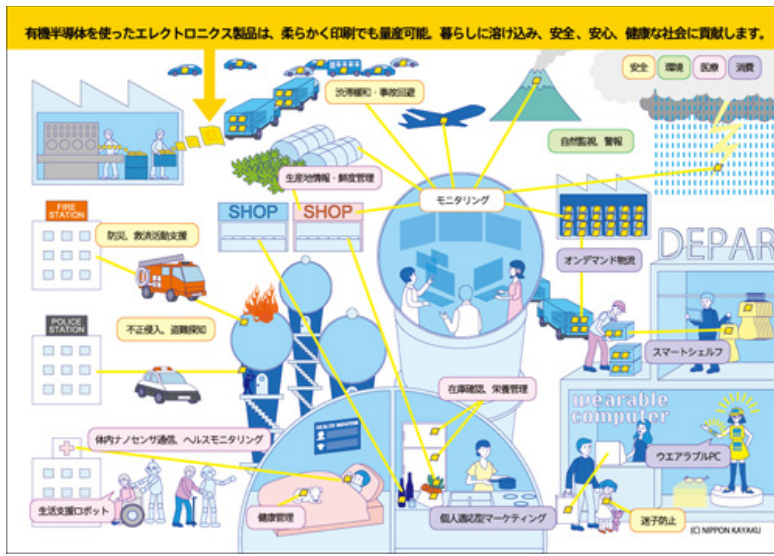 有機半導体を使ったエレクトロニクス製品は、柔らかく印刷でも量産可能。暮らしに溶け込み、安全、安心、健康な社会に貢献します。
安全
環境
医療
消費
渋滞緩和・事故回避
自然監視、警報
生産地情報・鮮度管理
モニタリング
FIRE
STATION
SHOP
SHOP
防災、救済活動支援
オンデマンド物流
DEPAR
POLICE
STATION
不正侵入、盗難探知
スマートシェルフ
在庫確認、栄養管理
wearable
computer
体内ナノセンサ通信、ヘルスモニタリング
HEALTH MONITOR
ウエアラブルPC
生活支援ロボット
健康管理
個人適応型マーケティング
迷子防止
(C) NIPPON KAYAKU